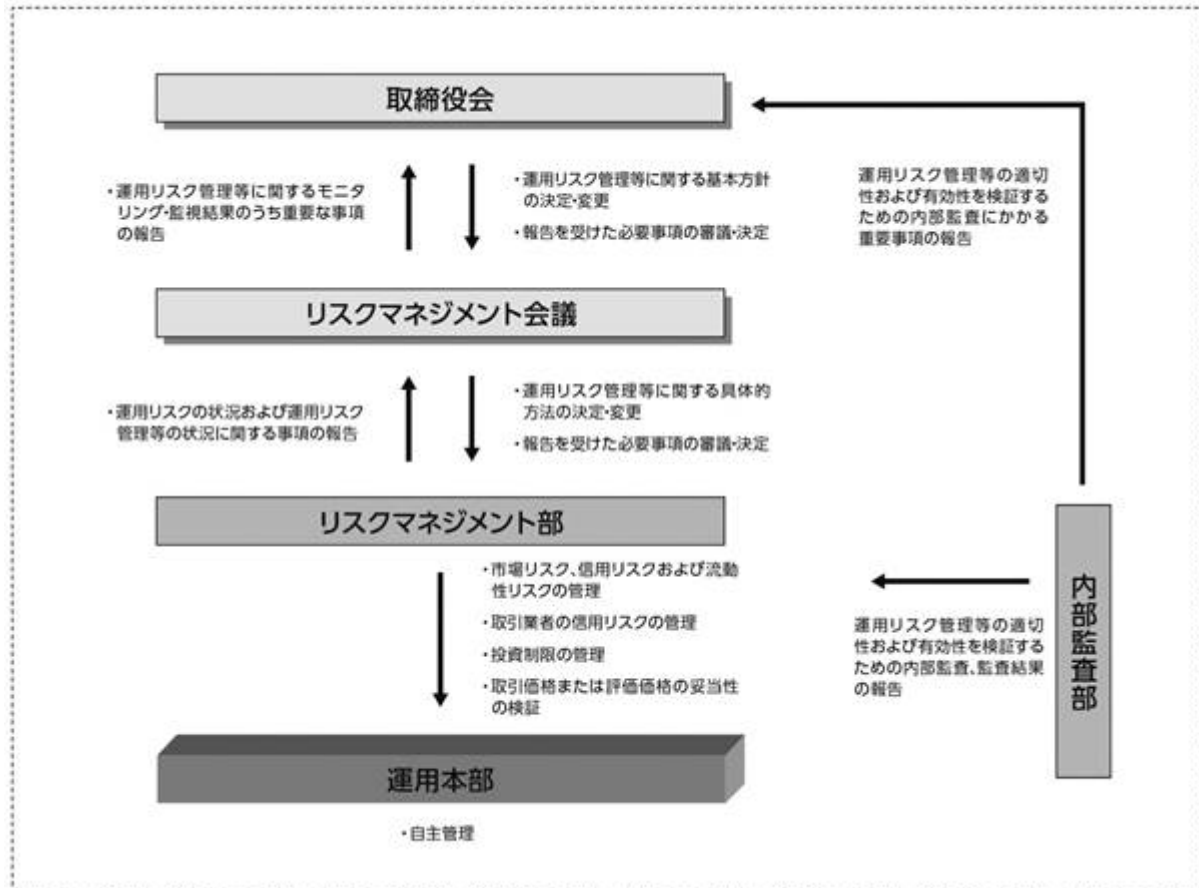 取締役会
・運用リスク管理等に関するモニタ
リング・監視結果のうち重要な事項
の報告
・運用リスク管理等に関する基本方針
の決定・変更
・報告を受けた必要事項の審議・決定
運用リスク管理等の適切
性および有効性を検証する
ための内部監査にかかる
重要事項の報告
リスクマネジメント会議
・運用リスクの状況および運用リスク
管理等の状況に関する事項の報告
・運用リスク管理等に関する具体的
方法の決定・変更
・報告を受けた必要事項の審議・決定
リスクマネジメント部
・市場リスク、信用リスクおよび流動
性リスクの管理
・取引業者の信用リスクの管理
・投資制限の管理
・取引価格または評価価格の妥当性
の検証
運用リスク管理等の適切
性および有効性を検証する
ための内部監査、監査結果
の報告
内部監査部
運用本部
・自主管理